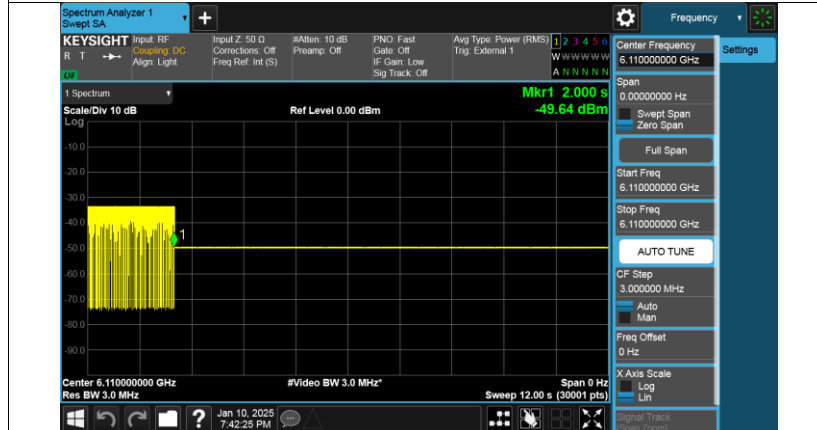 Spectrum Analyzer 1
Swept SA
+
Frequency
KEYSIGHT
R T
Input: RF
Coupling: DC
Align: Light
Input Z: 50 Ω
Corrections: Off
Freq Ref: Int (S)
#Atten: 10 dB
Preamp: Off
PNO: Fast
Gate: Off
IF Gain: Low
Sig Track: Off
Avg Type: Power (RMS)
Trig: External 1
1 2 3 4 5 6
W W W W W W
A N N N N N
1 Spectrum
Scale/Div 10 dB
Ref Level 0.00 dBm
Mkr1 2.000 s
-49.64 dBm
Log
-10.0
-20.0
-30.0
-40.0
-50.0
-60.0
-70.0
-80.0
-90.0
1
Center 6.110000000 GHz
Res BW 3.0 MHz
#Video BW 3.0 MHz*
Span 0 Hz
Sweep 12.00 s (30001 pts)
?
Jan 10, 2025
7:42:25 PM
Center Frequency
6.110000000 GHz
Settings
Span
0.00000000 Hz
Swept Span
Zero Span
Full Span
Start Freq
6.110000000 GHz
Stop Freq
6.110000000 GHz
AUTO TUNE
CF Step
3.000000 MHz
Auto
Man
Freq Offset
0 Hz
X Axis Scale
Log
Lin
Signal Track
(Span Zoom)